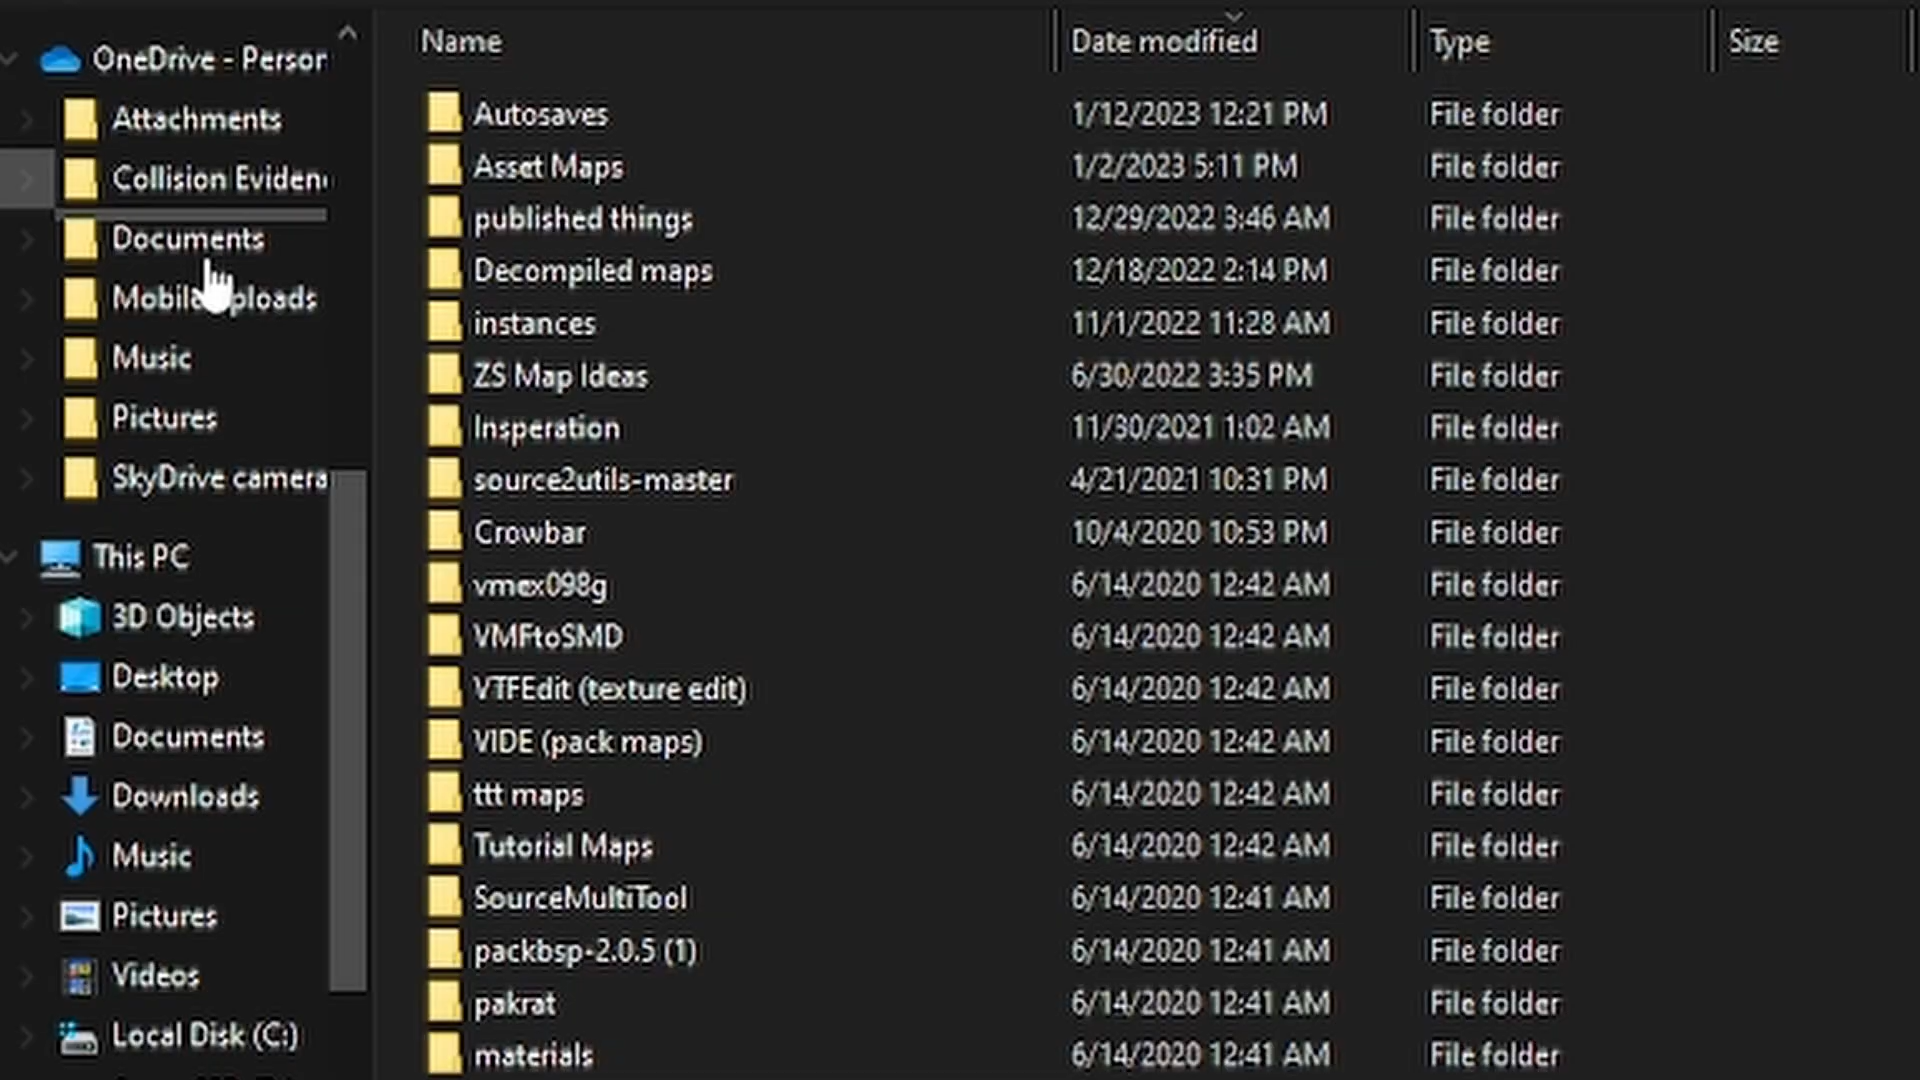 OneDrive - Person
Attachments
Collision Eviden
Documents
Music
Pictures
SkyDrive camera
This PC
3D Objects
Desktop
Documents
Downloads
Music
Pictures
Videos
Local Disk (C:)
Name Date modified Type Size
Autosaves 1/12/2023 12:21 PM File folder
Asset Maps 1/2/2023 5:11 PM File folder
published things 12/29/2022 3:46 AM File folder
Decompiled maps 12/18/2022 2:14 PM File folder
instances 11/1/2022 11:28 AM File folder
ZS Map Ideas 6/30/2022 3:35 PM File folder
Insperation 11/30/2021 1:02 AM File folder
source2utils-master 4/21/2021 10:31 PM File folder
Crowbar 10/4/2020 10:53 PM File folder
vmex098g 6/14/2020 12:42 AM File folder
VMFtoSMD 6/14/2020 12:42 AM File folder
VTFEdit (texture edit) 6/14/2020 12:42 AM File folder
VIDE (pack maps) 6/14/2020 12:42 AM File folder
ttt maps 6/14/2020 12:42 AM File folder
Tutorial Maps 6/14/2020 12:42 AM File folder
SourceMultiTool 6/14/2020 12:41 AM File folder
packbsp-2.0.5 (1) 6/14/2020 12:41 AM File folder
pakrat 6/14/2020 12:41 AM File folder
materials 6/14/2020 12:41 AM File folder